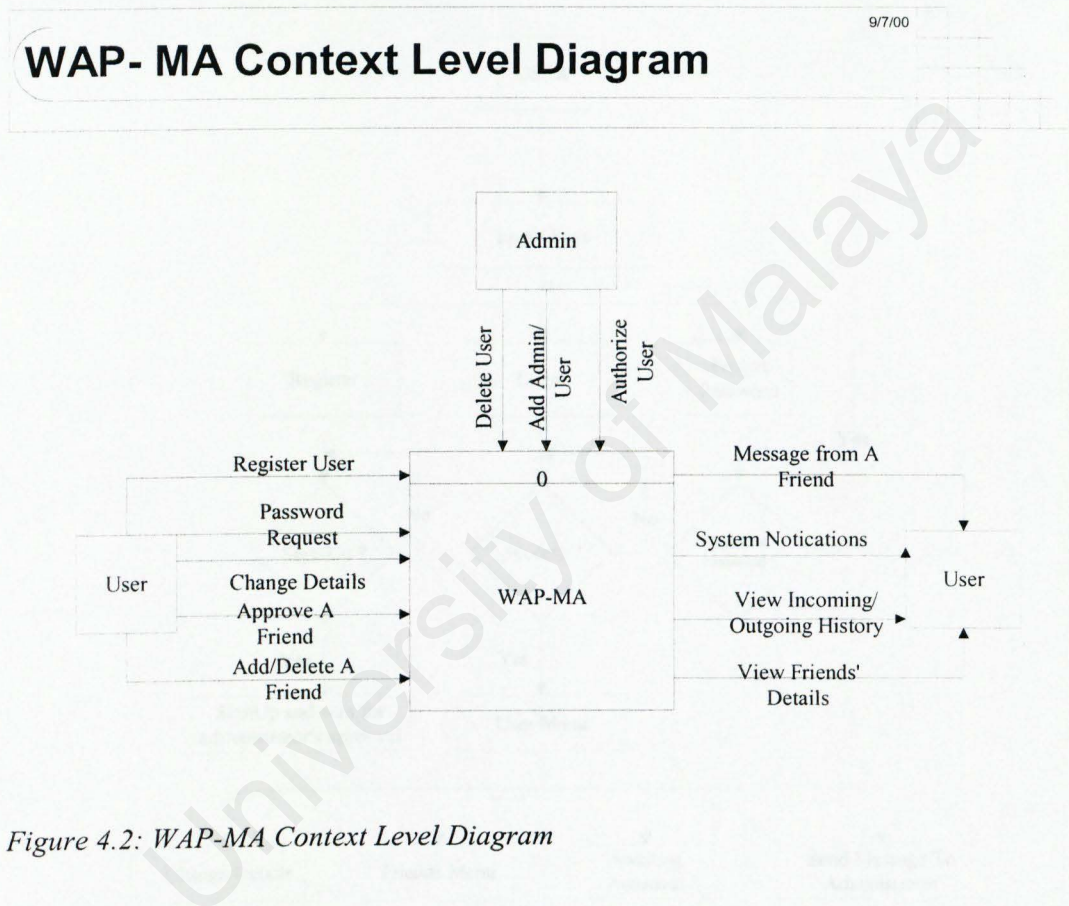 9/7/00
WAP- MA Context Level Diagram
Admin
Delete User
Add Admin/
User
Authorize
User
Register User
Password
Request
Change Details
Approve A
Friend
Add/Delete A
Friend
User
0
WAP-MA
Message from A
Friend
System Notications
View Incoming/
Outgoing History
View Friends'
Details
User
Figure 4.2: WAP-MA Context Level Diagram
University of Malaya